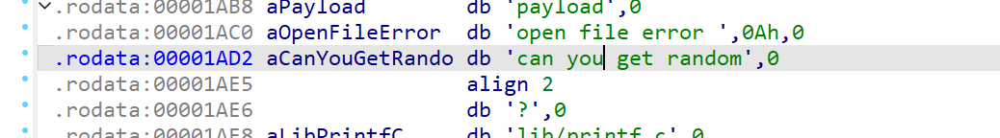 .rodata:00001AB8 aPayload db 'payload',0
.rodata:00001AC0 aOpenFileError db 'open file error ',0Ah,0
.rodata:00001AD2 aCanYouGetRando db 'can you get random',0
.rodata:00001AE5 align 2
.rodata:00001AE6 db '?',0
.rodata:00001AE8 aLibPrintfC db 'lib/printf.c',0